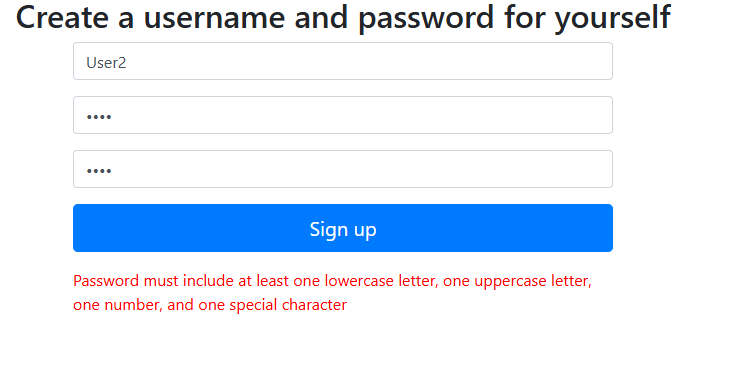 Create a username and password for yourself
User2
••••
••••
Sign up
Password must include at least one lowercase letter, one uppercase letter,
one number, and one special character